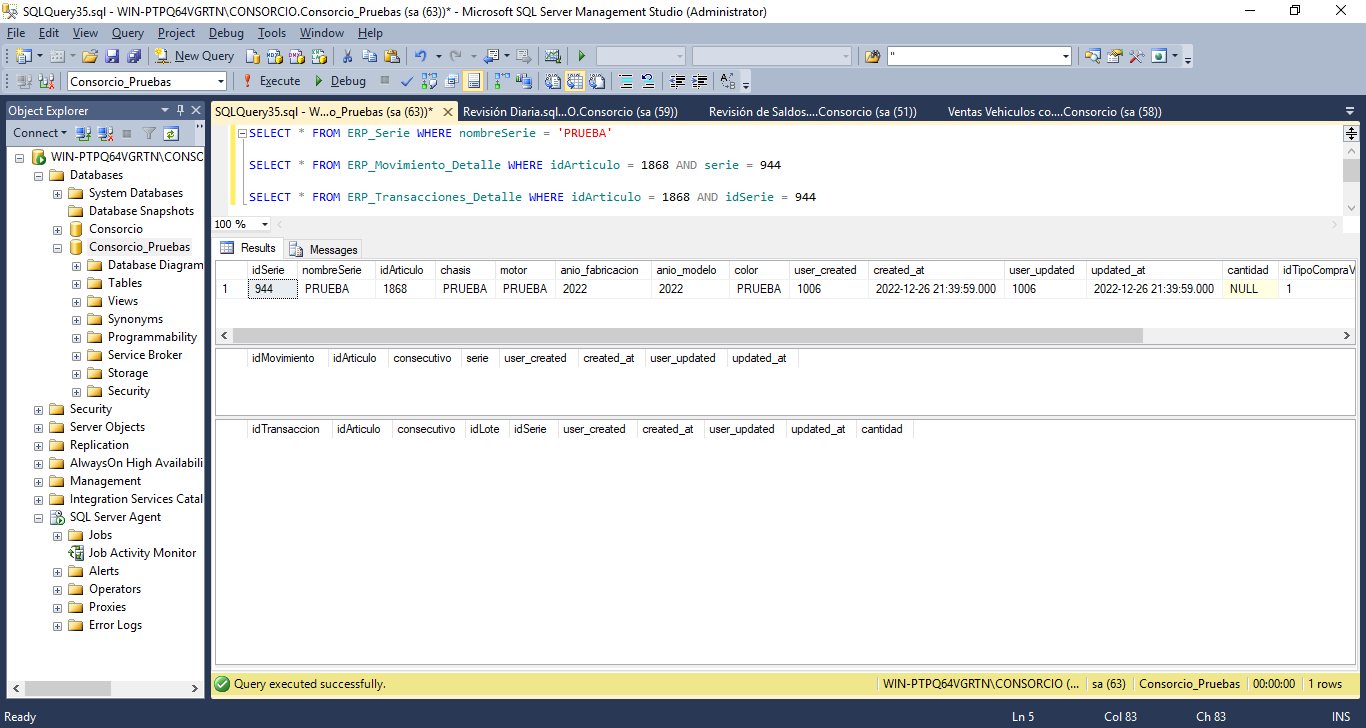 SQLQuery35.sql - WIN-PTPQ64VGRTN\CONSORCIO.Consorcio_Pruebas (sa (63))* - Microsoft SQL Server Management Studio (Administrator)
File Edit View Query Project Debug Tools Window Help
New Query
"
Consorcio_Pruebas Execute Debug
Object Explorer
Connect
WIN-PTPQ64VGRTN\CONSC
Databases
System Databases
Database Snapshots
Consorcio
Consorcio_Pruebas
Database Diagram
Tables
Views
Synonyms
Programmability
Service Broker
Storage
Security
Security
Server Objects
Replication
AlwaysOn High Availabili
Management
Integration Services Catal
SQL Server Agent
Jobs
Job Activity Monitor
Alerts
Operators
Proxies
Error Logs
SQLQuery35.sql - W...o_Pruebas (sa (63))* Revisión Diaria.sql...O.Consorcio (sa (59)) Revisión de Saldos....Consorcio (sa (51)) Ventas Vehiculos co....Consorcio (sa (58))
SELECT * FROM ERP_Serie WHERE nombreSerie = 'PRUEBA'
SELECT * FROM ERP_Movimiento_Detalle WHERE idArticulo = 1868 AND serie = 944
SELECT * FROM ERP_Transacciones_Detalle WHERE idArticulo = 1868 AND idSerie = 944
100 %
Results Messages
idSerie nombreSerie idArticulo chasis motor anio_fabricacion anio_modelo color user_created created_at user_updated updated_at cantidad idTipoCompraV
1 944 PRUEBA 1868 PRUEBA PRUEBA 2022 2022 PRUEBA 1006 2022-12-26 21:39:59.000 1006 2022-12-26 21:39:59.000 NULL 1
idMovimiento idArticulo consecutivo serie user_created created_at user_updated updated_at
idTransaccion idArticulo consecutivo idLote idSerie user_created created_at user_updated updated_at cantidad
Query executed successfully. WIN-PTPQ64VGRTN\CONSORCIO (... sa (63) Consorcio_Pruebas 00:00:00 1 rows
Ready Ln 5 Col 83 Ch 83 INS